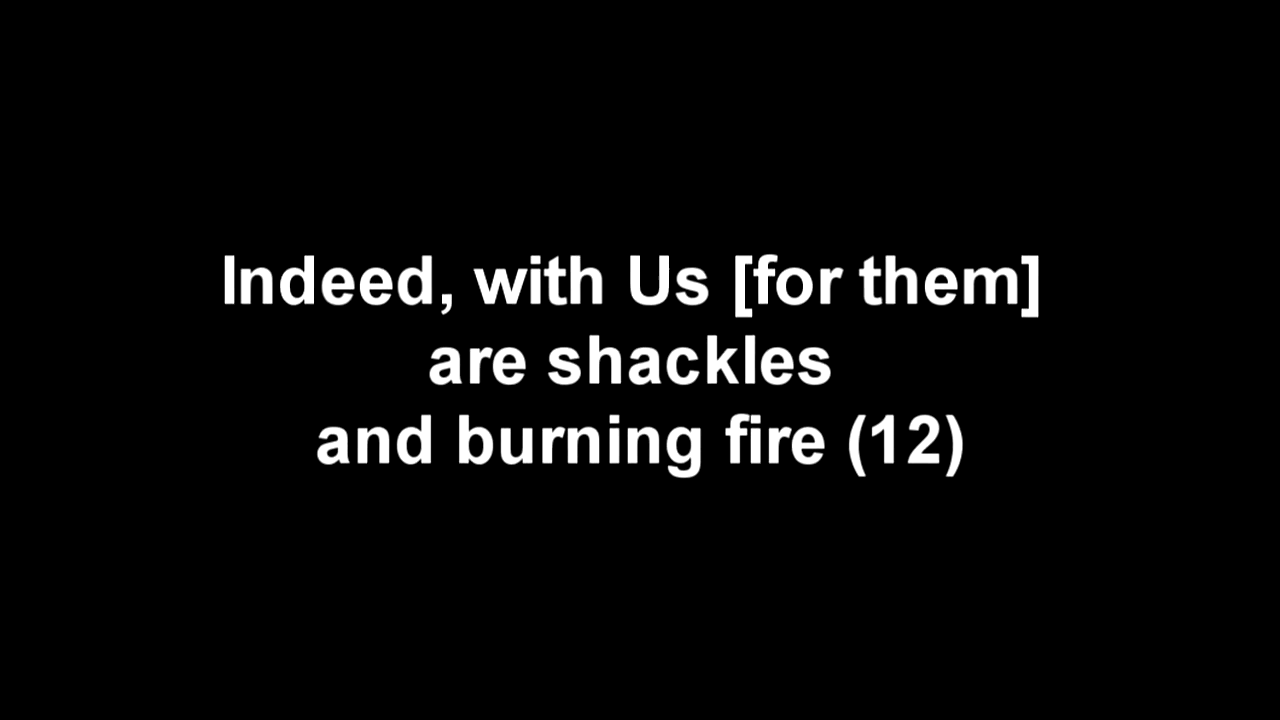 Indeed, with Us [for them]
are shackles
and burning fire (12)